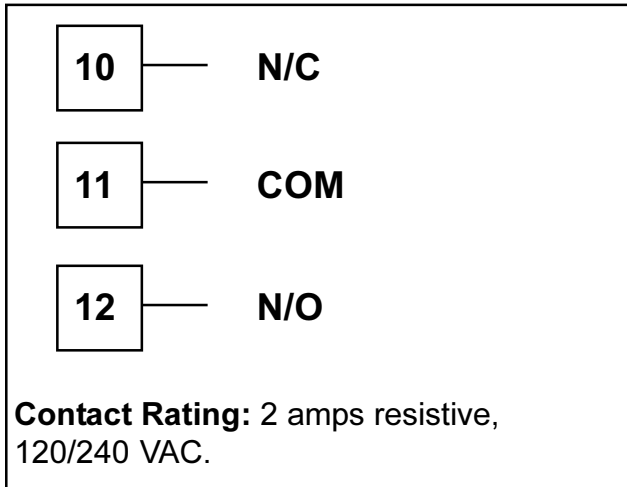 10 N/C
11 COM
12 N/O
Contact Rating: 2 amps resistive,
120/240 VAC.